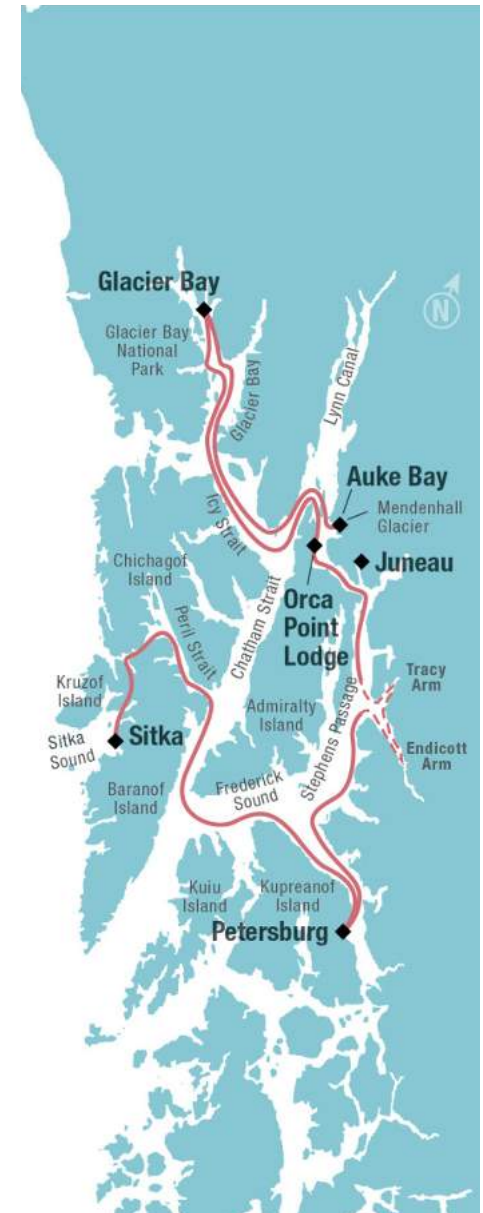 Glacier Bay
Glacier Bay
National
Park
Glacier Bay
Lynn Canal
N
Auke Bay
Mendenhall
Glacier
Icy Strait
Juneau
Chichagof
Island
Orca
Point
Lodge
Chatham Strait
Peril Strait
Tracy
Arm
Kruzof
Island
Admiralty
Island
Stephens Passage
Sitka
Sound
Sitka
Endicott
Arm
Baranof
Island
Frederick
Sound
Kuiu
Island
Kupreanof
Island
Petersburg